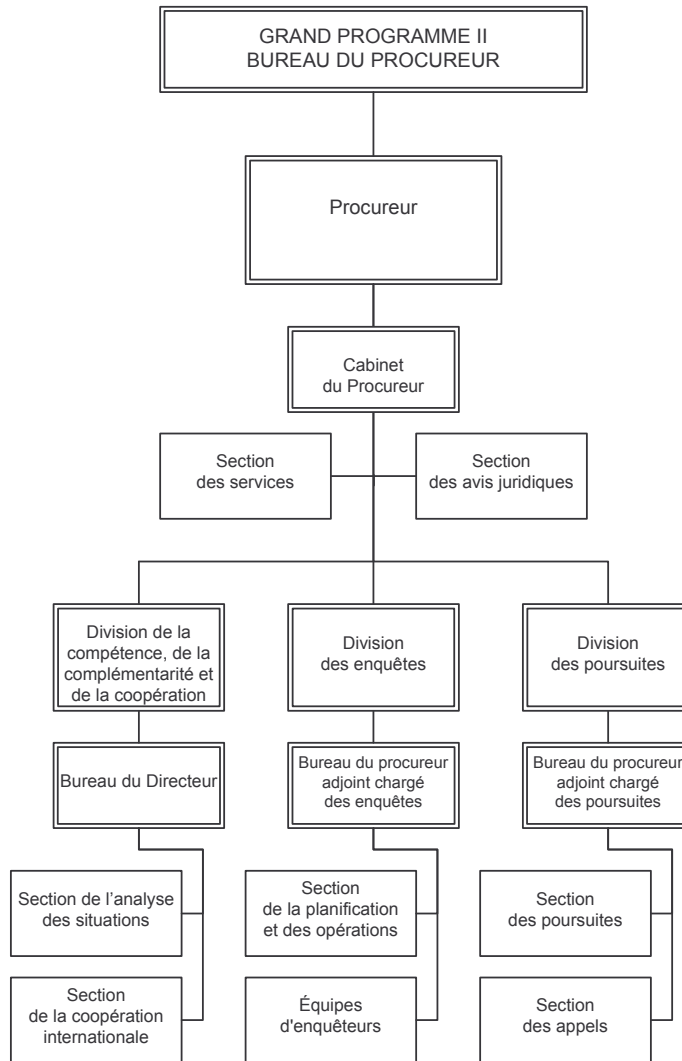 GRAND PROGRAMME II
BUREAU DU PROCUREUR
Procureur
Cabinet
du Procureur
Section
des services
Section
des avis juridiques
Division de la
compétence, de la
complémentarité et
de la coopération
Division
des enquêtes
Division
des poursuites
Bureau du Directeur
Bureau du procureur
adjoint chargé
des enquêtes
Bureau du procureur
adjoint chargé
des poursuites
Section de l'analyse
des situations
Section
de la planification
et des opérations
Section
des poursuites
Section
de la coopération
internationale
Équipes
d'enquêteurs
Section
des appels